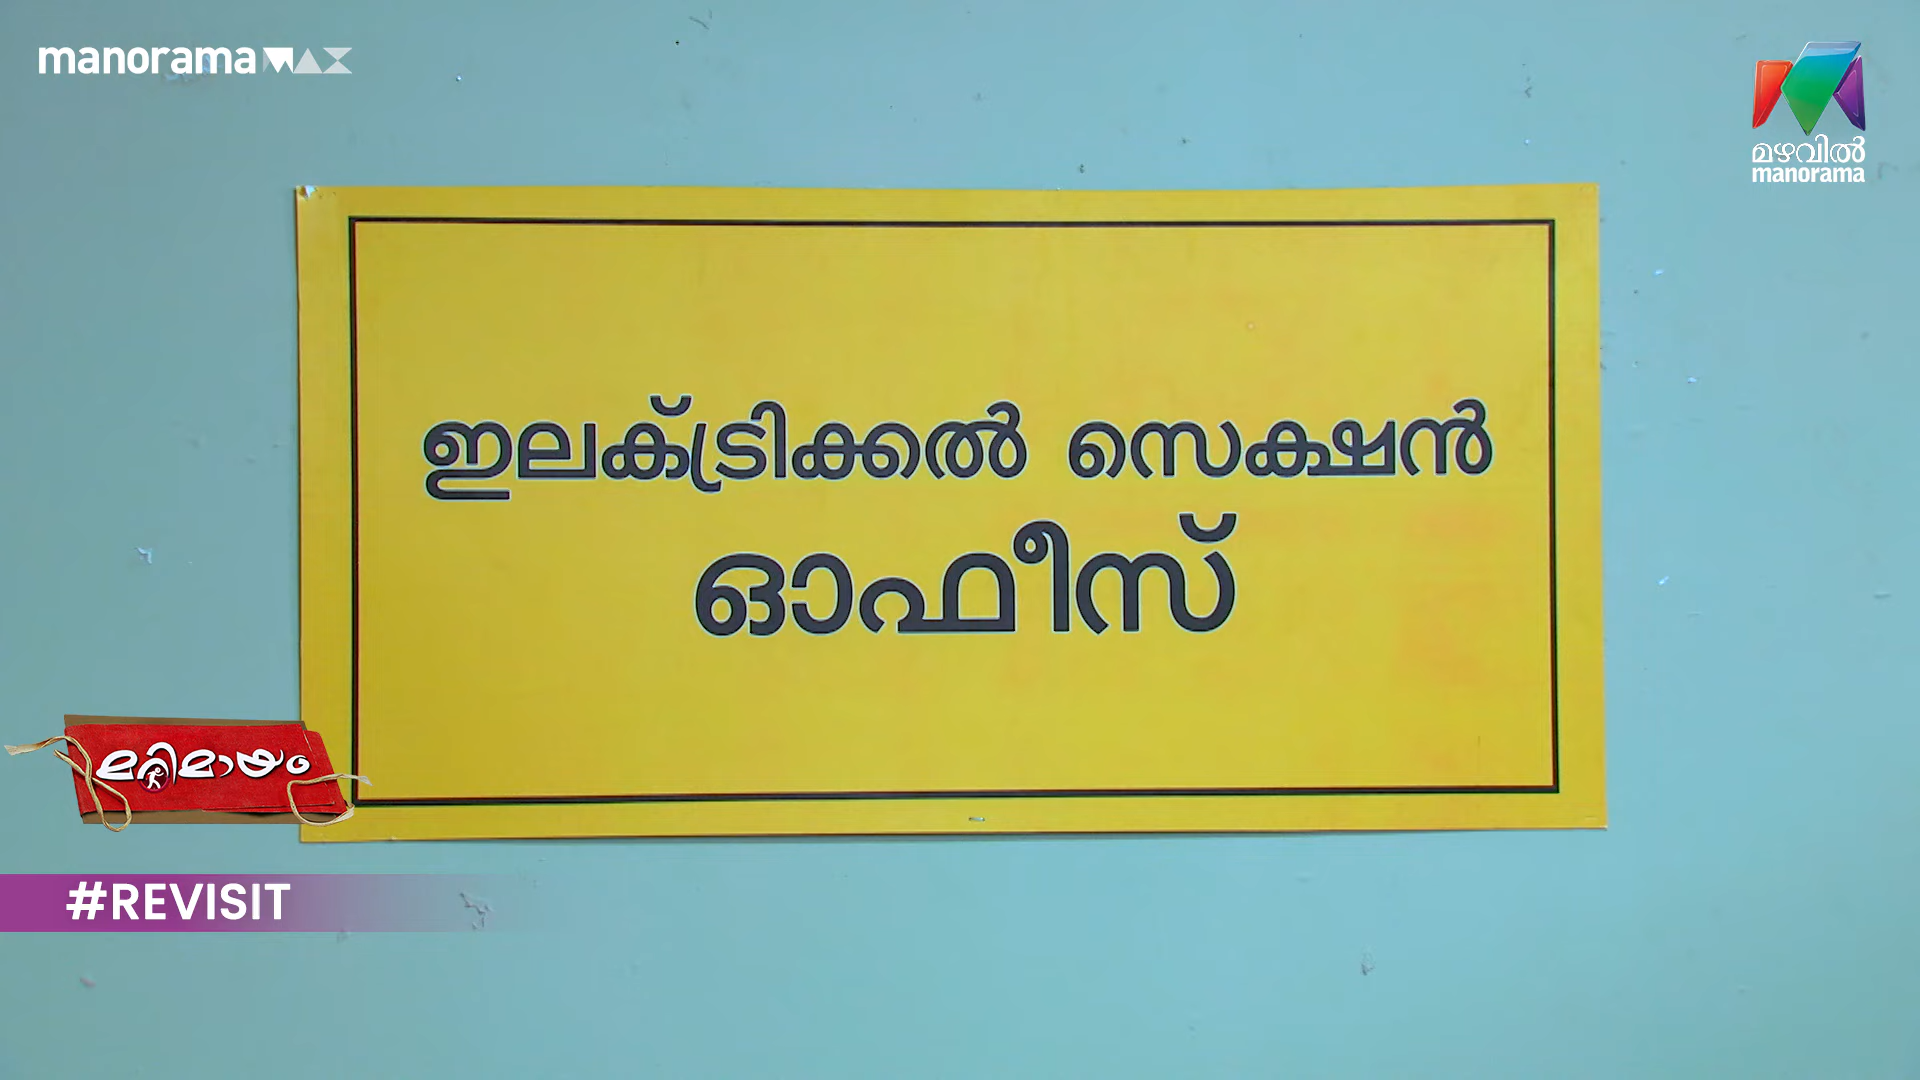 manorama MAX
മഴവിൽ
manorama
ഇലക്ട്രിക്കൽ സെക്ഷൻ
ഓഫീസ്
മറിമായം
#REVISIT